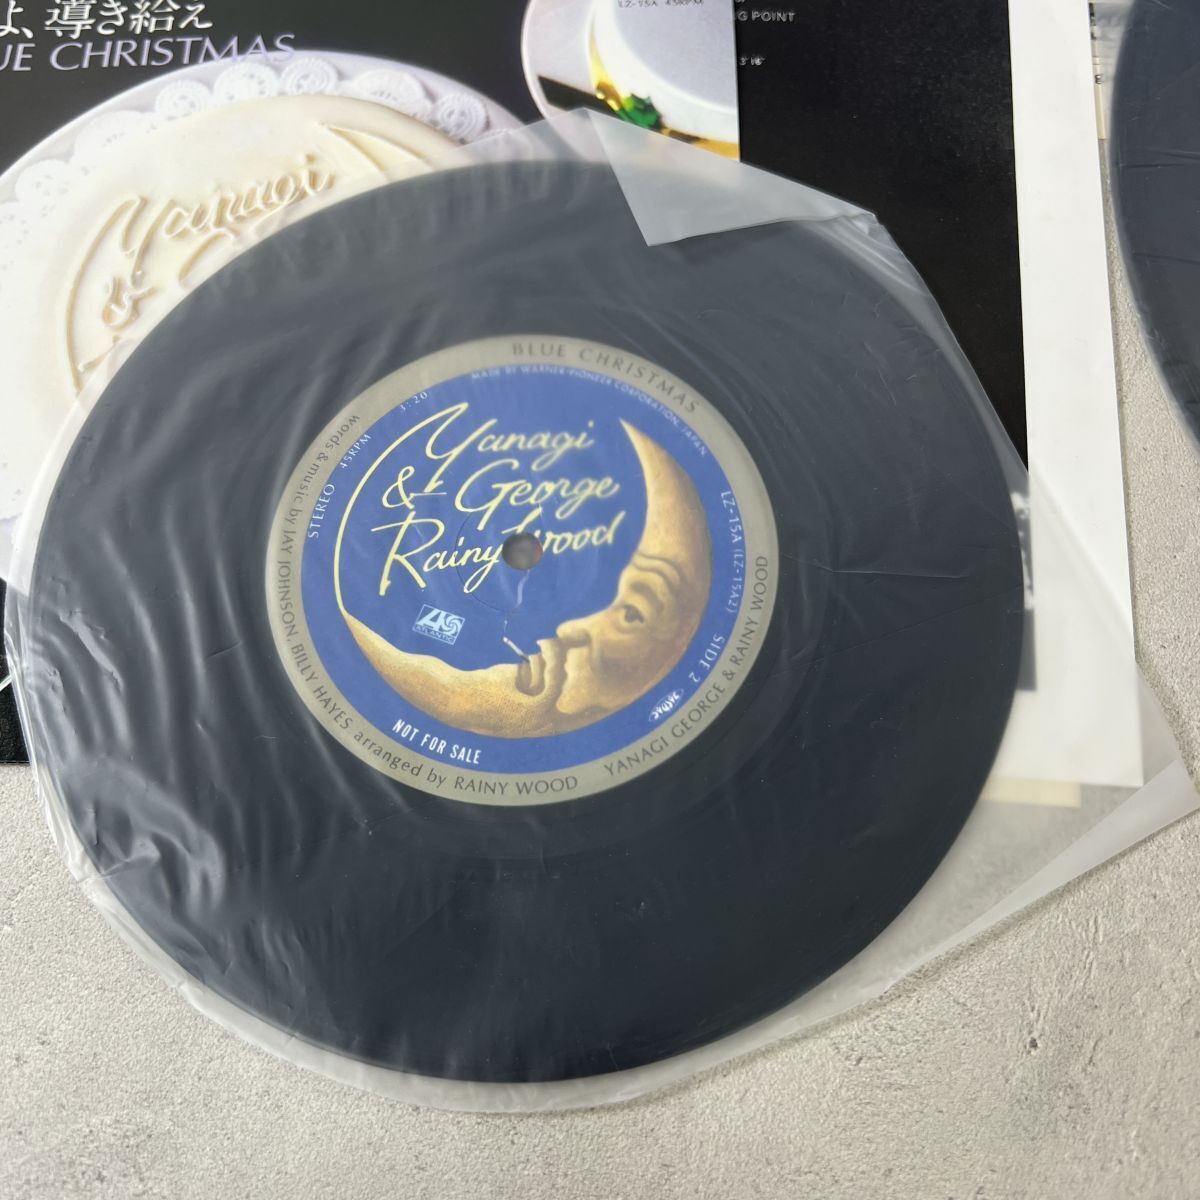 よ、導き給え
UE CHRISTMAS
LZ-15A 45RPM
NG POINT
3'16"
Yanagi
&
BLUE CHRISTMAS
MADE BY WARNER-PIONEER CORPORATION, JAPAN.
3:20
STEREO 45RPM
Yanagi
& George
Rainy Wood
ATLANTIC
LZ-15A (LZ-15A2) SIDE 2
NOT FOR SALE
words & music by JAY JOHNSON, BILLY HAYES arranged by RAINY WOOD
YANAGI GEORGE & RAINY WOOD